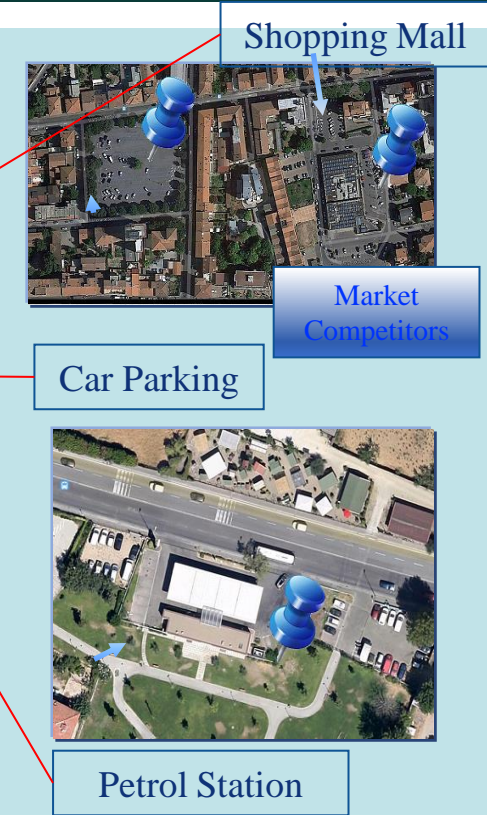 Shopping Mall
Market
Competitors
Car Parking
Petrol Station